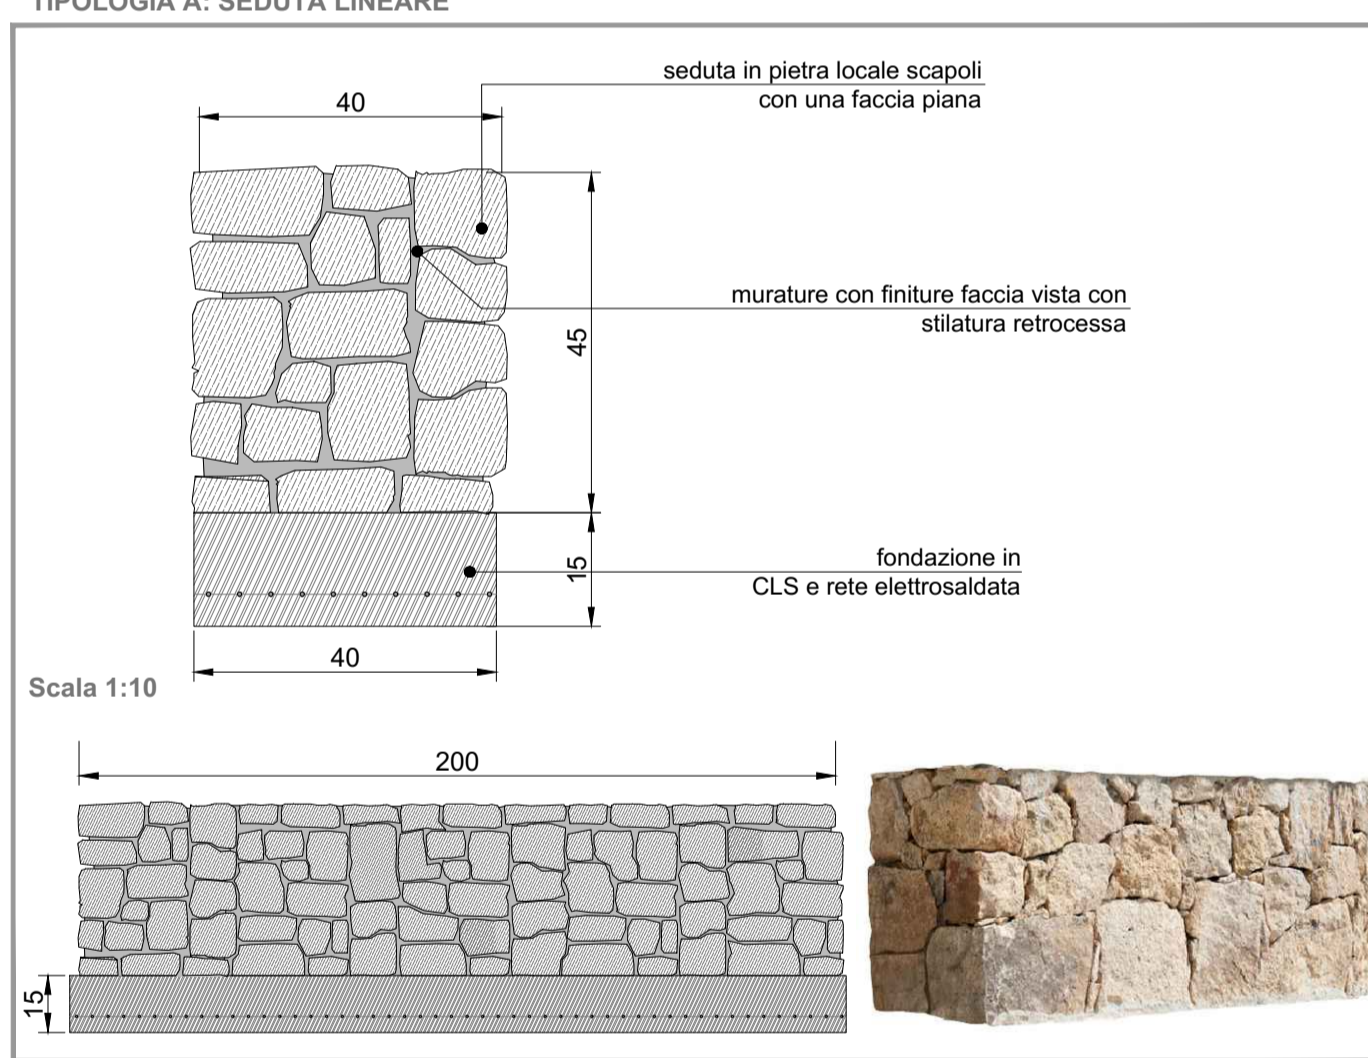 TIPOLOGIA A: SEDUTA LINEARE
seduta in pietra locale scapoli
con una faccia piana
40
murature con finiture faccia vista con
stilatura retrocessa
45
fondazione in
CLS e rete elettrosaldata
15
40
Scala 1:10
200
15